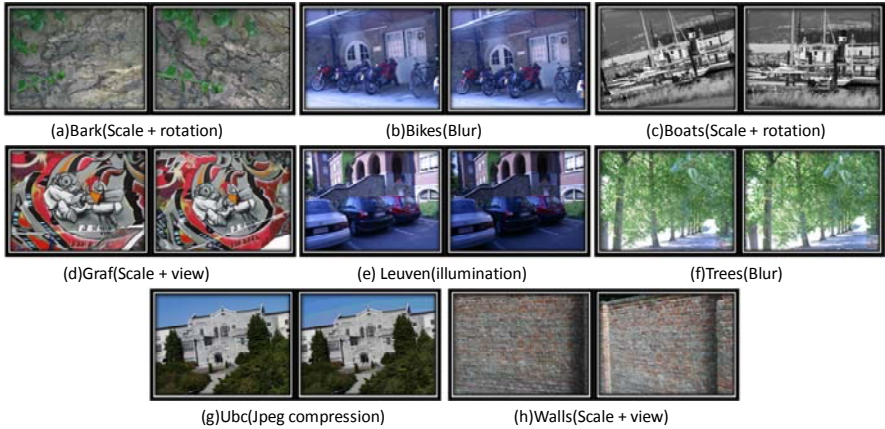 (a)Bark(Scale + rotation)
(b)Bikes(Blur)
(c)Boats(Scale + rotation)
(d)Graf(Scale + view)
(e) Leuven(illumination)
(f)Trees(Blur)
(g)Ubc(Jpeg compression)
(h)Walls(Scale + view)